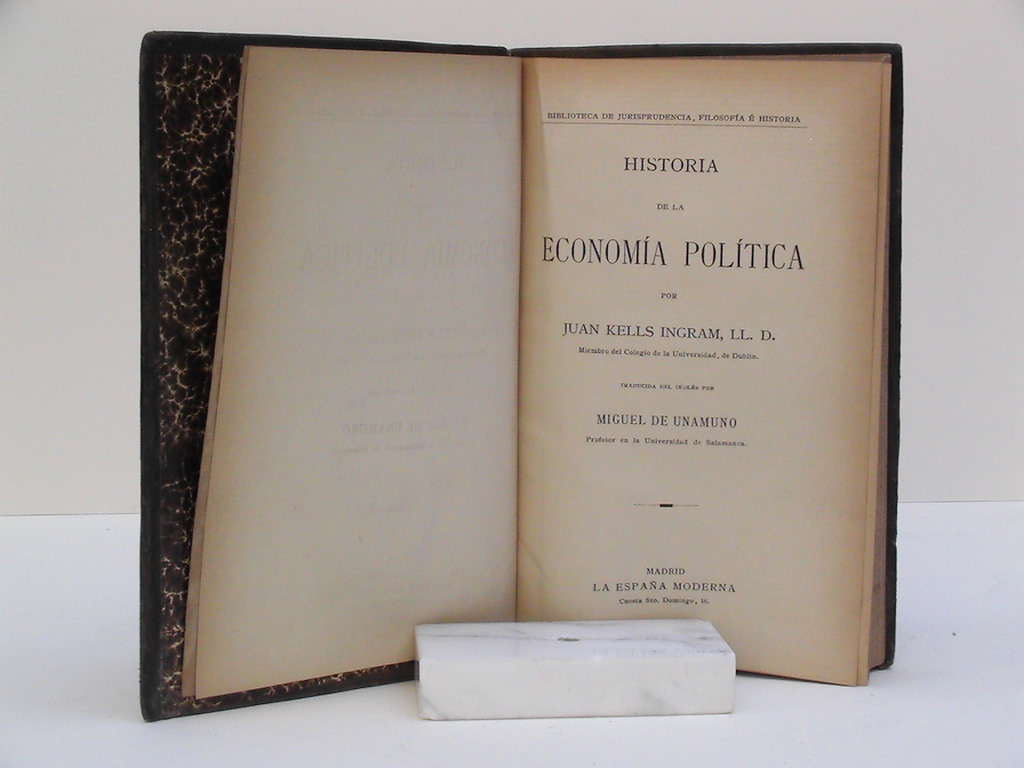 BIBLIOTECA DE JURISPRUDENCIA, FILOSOFÍA É HISTORIA
HISTORIA
DE LA
ECONOMÍA POLÍTICA
POR
JUAN KELLS INGRAM, LL. D.
Miembro del Colegio de la Universidad, de Dublín.
TRADUCIDA DEL INGLÉS POR
MIGUEL DE UNAMUNO
Profesor en la Universidad de Salamanca.
MADRID
LA ESPAÑA MODERNA
Cuesta Sto. Domingo, 16.